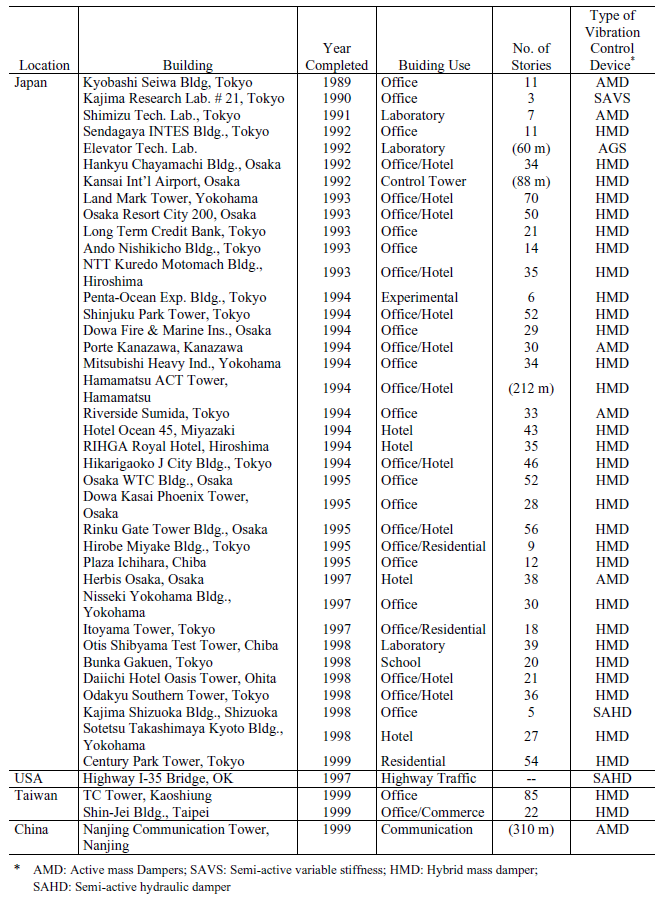 Type of
Vibration
Year No. of Control
Location Building Completed Buiding Use Stories Device*
Japan Kyobashi Seiwa Bldg, Tokyo 1989 Office 11 AMD
Kajima Research Lab. # 21, Tokyo 1990 Office 3 SAVS
Shimizu Tech. Lab., Tokyo 1991 Laboratory 7 AMD
Sendagaya INTES Bldg., Tokyo 1992 Office 11 HMD
Elevator Tech. Lab. 1992 Laboratory (60 m) AGS
Hankyu Chayamachi Bldg., Osaka 1992 Office/Hotel 34 HMD
Kansai Int'l Airport, Osaka 1992 Control Tower (88 m) HMD
Land Mark Tower, Yokohama 1993 Office/Hotel 70 HMD
Osaka Resort City 200, Osaka 1993 Office/Hotel 50 HMD
Long Term Credit Bank, Tokyo 1993 Office 21 HMD
Ando Nishikicho Bldg., Tokyo 1993 Office 14 HMD
NTT Kuredo Motomach Bldg.,
Hiroshima 1993 Office/Hotel 35 HMD
Penta-Ocean Exp. Bldg., Tokyo 1994 Experimental 6 HMD
Shinjuku Park Tower, Tokyo 1994 Office/Hotel 52 HMD
Dowa Fire & Marine Ins., Osaka 1994 Office 29 HMD
Porte Kanazawa, Kanazawa 1994 Office/Hotel 30 AMD
Mitsubishi Heavy Ind., Yokohama 1994 Office 34 HMD
Hamamatsu ACT Tower,
Hamamatsu 1994 Office/Hotel (212 m) HMD
Riverside Sumida, Tokyo 1994 Office 33 AMD
Hotel Ocean 45, Miyazaki 1994 Hotel 43 HMD
RIHGA Royal Hotel, Hiroshima 1994 Hotel 35 HMD
Hikarigaoko J City Bldg., Tokyo 1994 Office/Hotel 46 HMD
Osaka WTC Bldg., Osaka 1995 Office 52 HMD
Dowa Kasai Phoenix Tower,
Osaka 1995 Office 28 HMD
Rinku Gate Tower Bldg., Osaka 1995 Office/Hotel 56 HMD
Hirobe Miyake Bldg., Tokyo 1995 Office/Residential 9 HMD
Plaza Ichihara, Chiba 1995 Office 12 HMD
Herbis Osaka, Osaka 1997 Hotel 38 AMD
Nisseki Yokohama Bldg.,
Yokohama 1997 Office 30 HMD
Itoyama Tower, Tokyo 1997 Office/Residential 18 HMD
Otis Shibyama Test Tower, Chiba 1998 Laboratory 39 HMD
Bunka Gakuen, Tokyo 1998 School 20 HMD
Daiichi Hotel Oasis Tower, Ohita 1998 Office/Hotel 21 HMD
Odakyu Southern Tower, Tokyo 1998 Office/Hotel 36 HMD
Kajima Shizuoka Bldg., Shizuoka 1998 Office 5 SAHD
Sotetsu Takashimaya Kyoto Bldg.,
Yokohama 1998 Hotel 27 HMD
Century Park Tower, Tokyo 1999 Residential 54 HMD
USA Highway I-35 Bridge, OK 1997 Highway Traffic -- SAHD
Taiwan TC Tower, Kaoshiung 1999 Office 85 HMD
Shin-Jei Bldg., Taipei 1999 Office/Commerce 22 HMD
China Nanjing Communication Tower,
Nanjing 1999 Communication (310 m) AMD
* AMD: Active mass Dampers; SAVS: Semi-active variable stiffness; HMD: Hybrid mass damper;
SAHD: Semi-active hydraulic damper